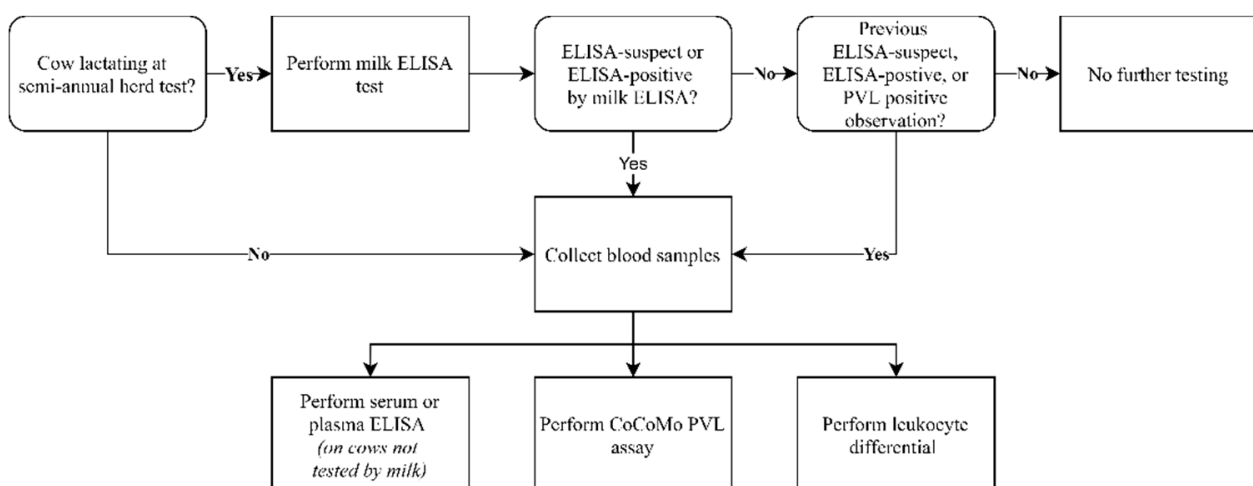 Cow lactating at
semi-annual herd test?
Yes
Perform milk ELISA
test
ELISA-suspect or
ELISA-positive
by milk ELISA?
No
Previous
ELISA-suspect,
ELISA-postive, or
PVL positive
observation?
No
No further testing
Yes
No
Collect blood samples
Yes
Perform serum or
plasma ELISA
(on cows not
tested by milk)
Perform CoCoMo PVL
assay
Perform leukocyte
differential